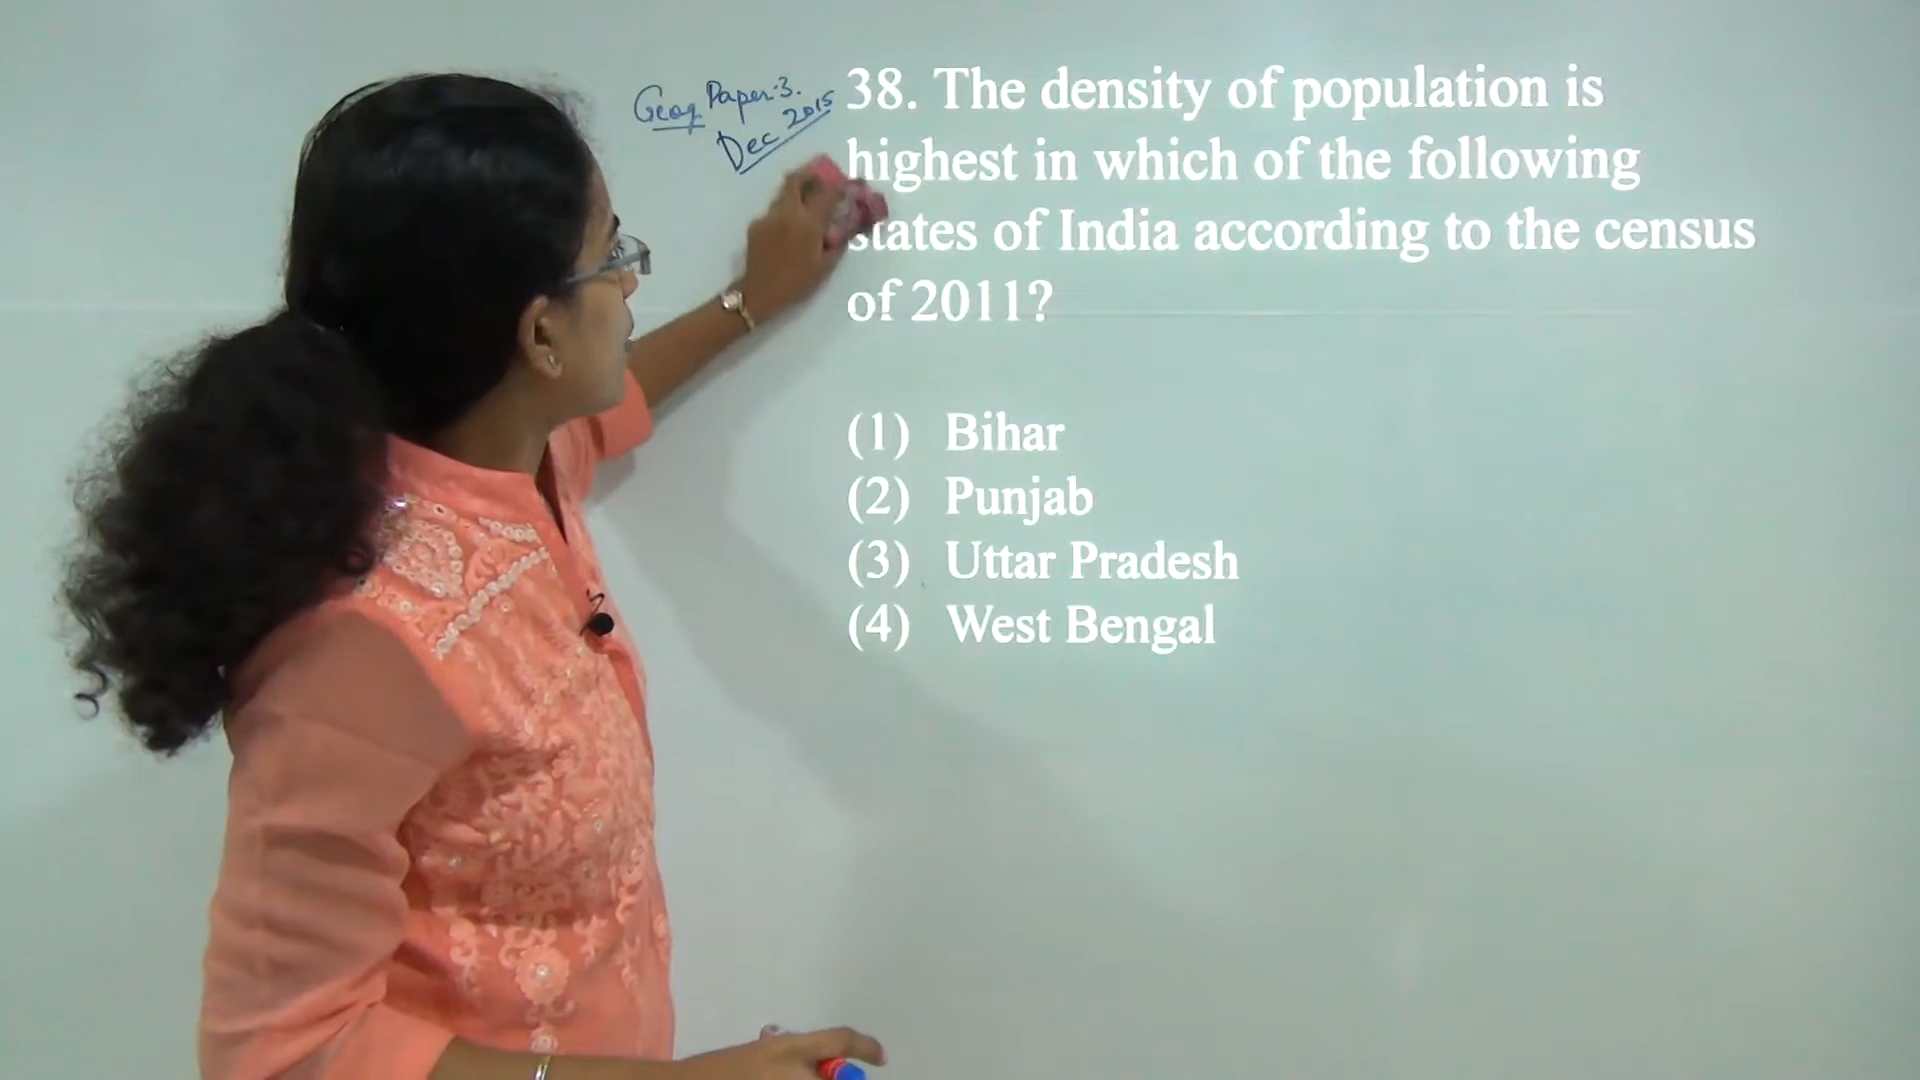 Geog Paper-3.
Dec 2015
38. The density of population is
highest in which of the following
states of India according to the census
of 2011?
(1) Bihar
(2) Punjab
(3) Uttar Pradesh
(4) West Bengal